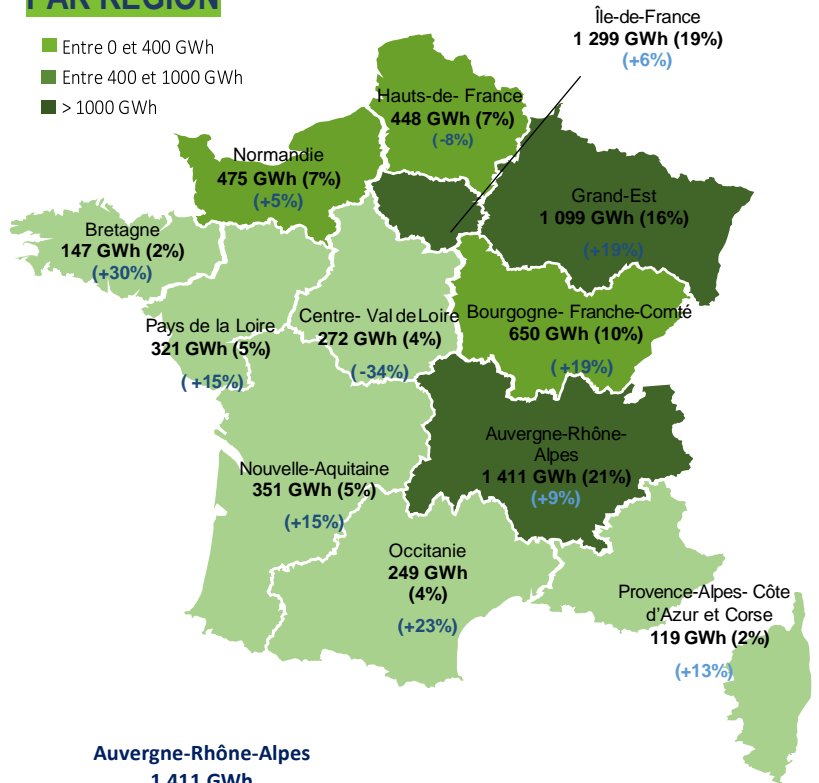 PAR RÉGION
Entre 0 et 400 GWh
Entre 400 et 1000 GWh
> 1000 GWh
Île-de-France
1 299 GWh (19%)
(+6%)
Hauts-de- France
448 GWh (7%)
(-8%)
Normandie
475 GWh (7%)
(+5%)
Grand-Est
1 099 GWh (16%)
(+19%)
Bretagne
147 GWh (2%)
(+30%)
Pays de la Loire
321 GWh (5%)
( +15%)
Centre- Val de Loire
272 GWh (4%)
(-34%)
Bourgogne- Franche-Comté
650 GWh (10%)
(+19%)
Auvergne-Rhône-
Alpes
1 411 GWh (21%)
(+9%)
Nouvelle-Aquitaine
351 GWh (5%)
(+15%)
Occitanie
249 GWh
(4%)
(+23%)
Provence-Alpes- Côte
d’Azur et Corse
119 GWh (2%)
(+13%)
Auvergne-Rhône-Alpes
1 411 GWh